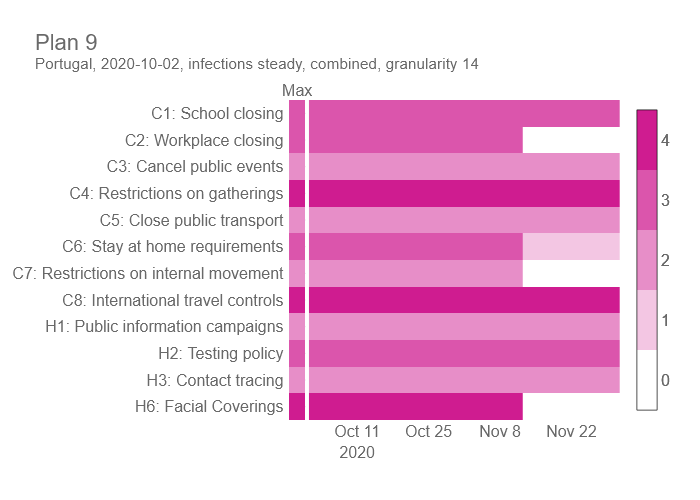 Plan 9
Portugal, 2020-10-02, infections steady, combined, granularity 14
Max
C1: School closing
C2: Workplace closing
C3: Cancel public events
C4: Restrictions on gatherings
C5: Close public transport
C6: Stay at home requirements
C7: Restrictions on internal movement
C8: International travel controls
H1: Public information campaigns
H2: Testing policy
H3: Contact tracing
H6: Facial Coverings
Oct 11 Oct 25 Nov 8 Nov 22
2020
4
3
2
1
0